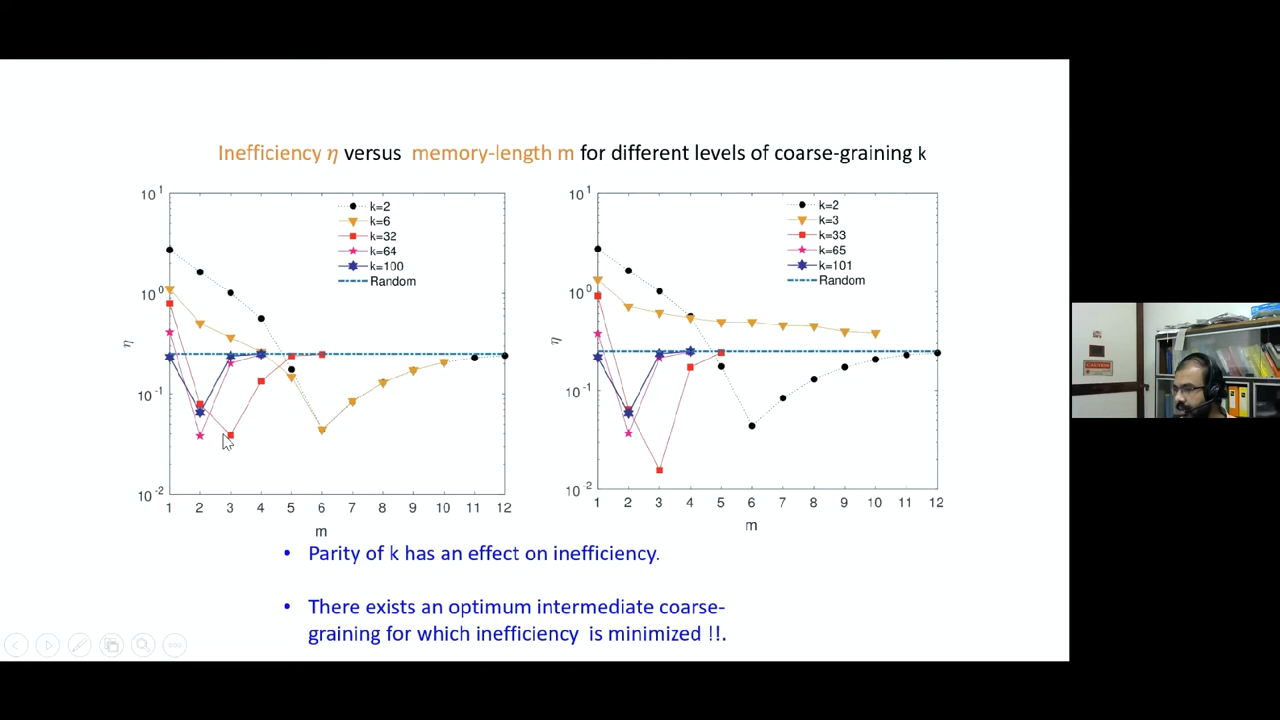 Inefficiency η versus memory-length m for different levels of coarse-graining k
10^1
10^0
10^-1
10^-2
η
k=2
k=6
k=32
k=64
k=100
Random
1 2 3 4 5 6 7 8 9 10 11 12
m
10^1
10^0
10^-1
10^-2
η
k=2
k=3
k=33
k=65
k=101
Random
1 2 3 4 5 6 7 8 9 10 11 12
m
• Parity of k has an effect on inefficiency.
• There exists an optimum intermediate coarse-
graining for which inefficiency is minimized !!.
CAUTION